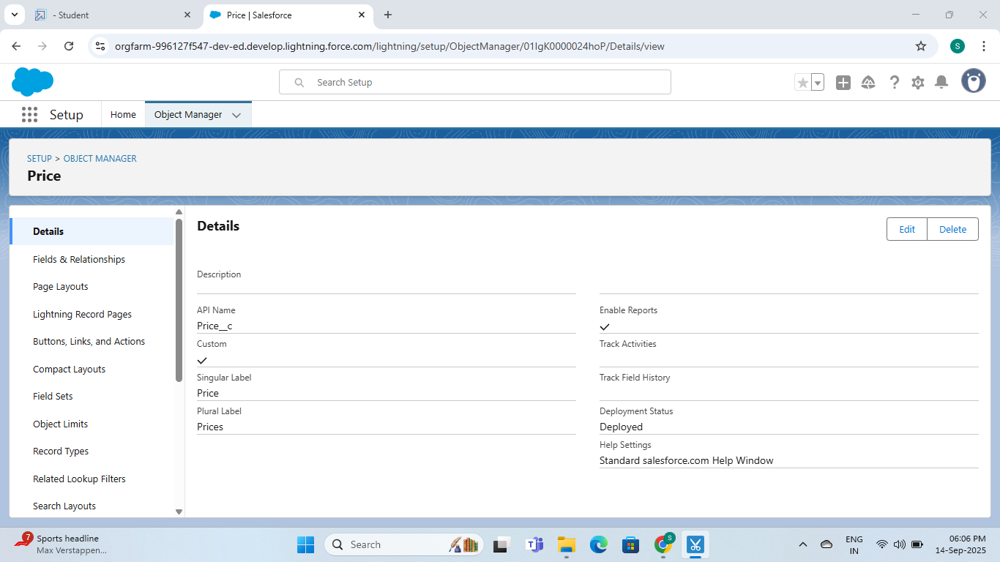 - Student
Price | Salesforce
orgfarm-996127f547-dev-ed.develop.lightning.force.com/lightning/setup/ObjectManager/01IgK0000024hoP/Details/view
S
Search Setup
Setup
Home
Object Manager
SETUP > OBJECT MANAGER
Price
Details
Fields & Relationships
Page Layouts
Lightning Record Pages
Buttons, Links, and Actions
Compact Layouts
Field Sets
Object Limits
Record Types
Related Lookup Filters
Search Layouts
Details
Edit
Delete
Description
API Name
Price__c
Custom
Singular Label
Price
Plural Label
Prices
Enable Reports
Track Activities
Track Field History
Deployment Status
Deployed
Help Settings
Standard salesforce.com Help Window
7
Sports headline
Max Verstappen...
Search
S
ENG
IN
06:06 PM
14-Sep-2025